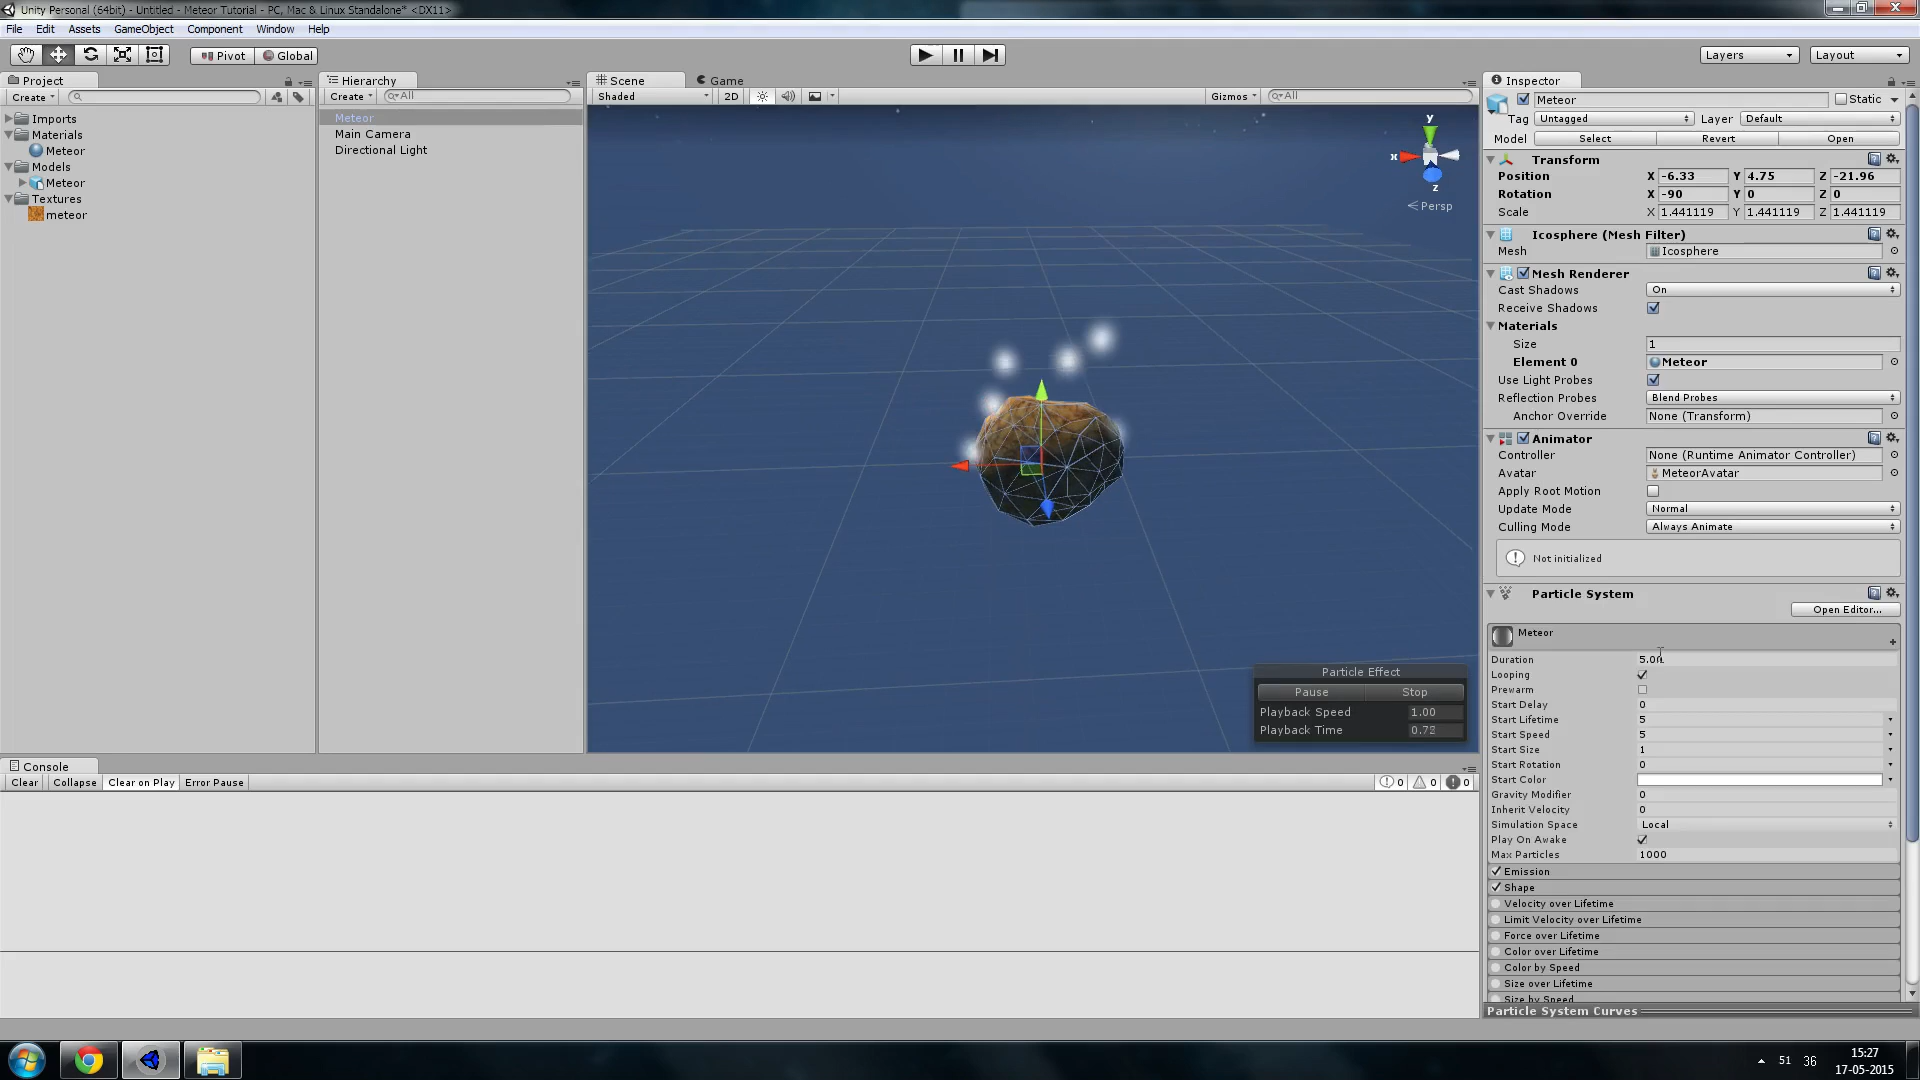 Unity Personal (64bit) - Untitled - Meteor Tutorial - PC, Mac & Linux Standalone* <DX11>
File Edit Assets GameObject Component Window Help
Pivot Global Layers Layout
Project
Create
Imports
Materials
Meteor
Models
Meteor
Textures
meteor
Hierarchy
Create All
Meteor
Main Camera
Directional Light
Scene Game
Shaded 2D Gizmos All
y
x
z
Persp
Particle Effect
Pause Stop
Playback Speed 1.00
Playback Time 0.72
Inspector
Meteor Static
Tag Untagged Layer Default
Model Select Revert Open
Transform
Position X -6.33 Y 4.75 Z -21.96
Rotation X -90 Y 0 Z 0
Scale X 1.441119 Y 1.441119 Z 1.441119
Icosphere (Mesh Filter)
Mesh Icosphere
Mesh Renderer
Cast Shadows On
Receive Shadows
Materials
Size 1
Element 0 Meteor
Use Light Probes
Reflection Probes Blend Probes
Anchor Override None (Transform)
Animator
Controller None (Runtime Animator Controller)
Avatar MeteorAvatar
Apply Root Motion
Update Mode Normal
Culling Mode Always Animate
Not initialized
Particle System
Open Editor...
Meteor
Duration 5.00
Looping
Prewarm
Start Delay 0
Start Lifetime 5
Start Speed 5
Start Size 1
Start Rotation 0
Start Color
Gravity Modifier 0
Inherit Velocity 0
Simulation Space Local
Play On Awake
Max Particles 1000
Emission
Shape
Velocity over Lifetime
Limit Velocity over Lifetime
Force over Lifetime
Color over Lifetime
Color by Speed
Size over Lifetime
Size by Speed
Particle System Curves
Console
Clear Collapse Clear on Play Error Pause 0 0 0
51 36 15:27
17-05-2015